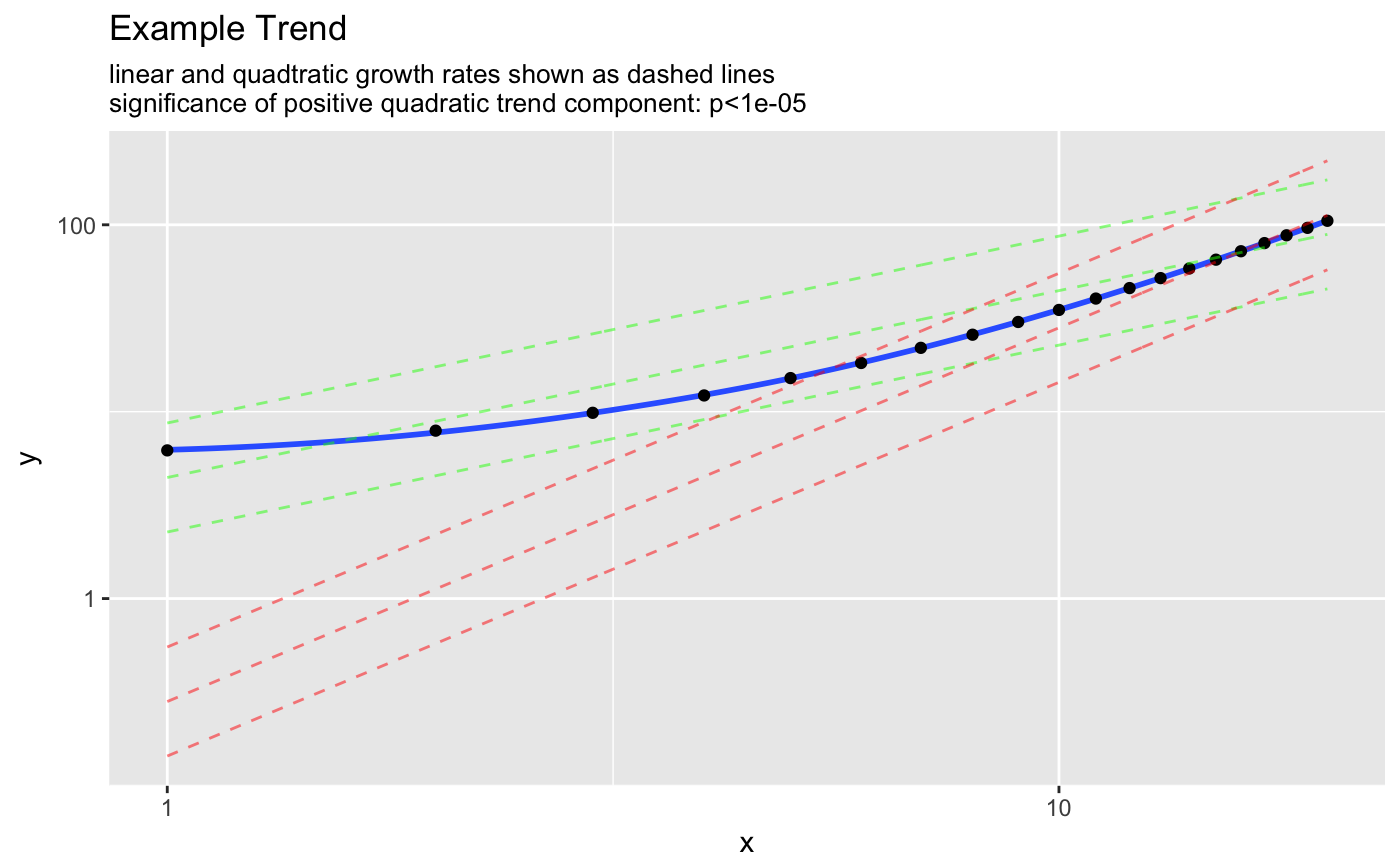 Example Trend
linear and quadtratic growth rates shown as dashed lines
significance of positive quadratic trend component: p<1e-05
100
y
1
1
10
x